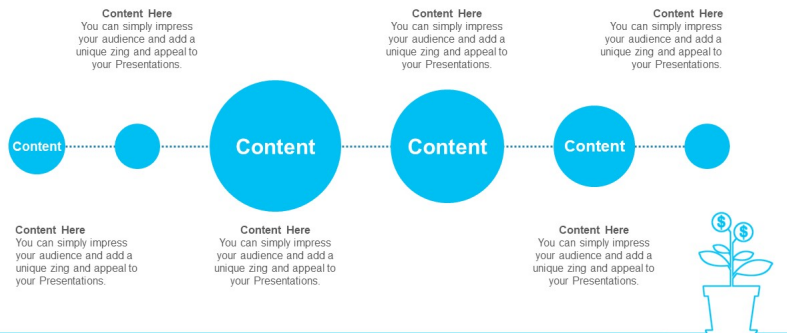 Content Here
You can simply impress
your audience and add a
unique zing and appeal to
your Presentations.
Content Here
You can simply impress
your audience and add a
unique zing and appeal to
your Presentations.
Content Here
You can simply impress
your audience and add a
unique zing and appeal to
your Presentations.
Content
Content
Content
Content
Content Here
You can simply impress
your audience and add a
unique zing and appeal to
your Presentations.
Content Here
You can simply impress
your audience and add a
unique zing and appeal to
your Presentations.
Content Here
You can simply impress
your audience and add a
unique zing and appeal to
your Presentations.
$
$